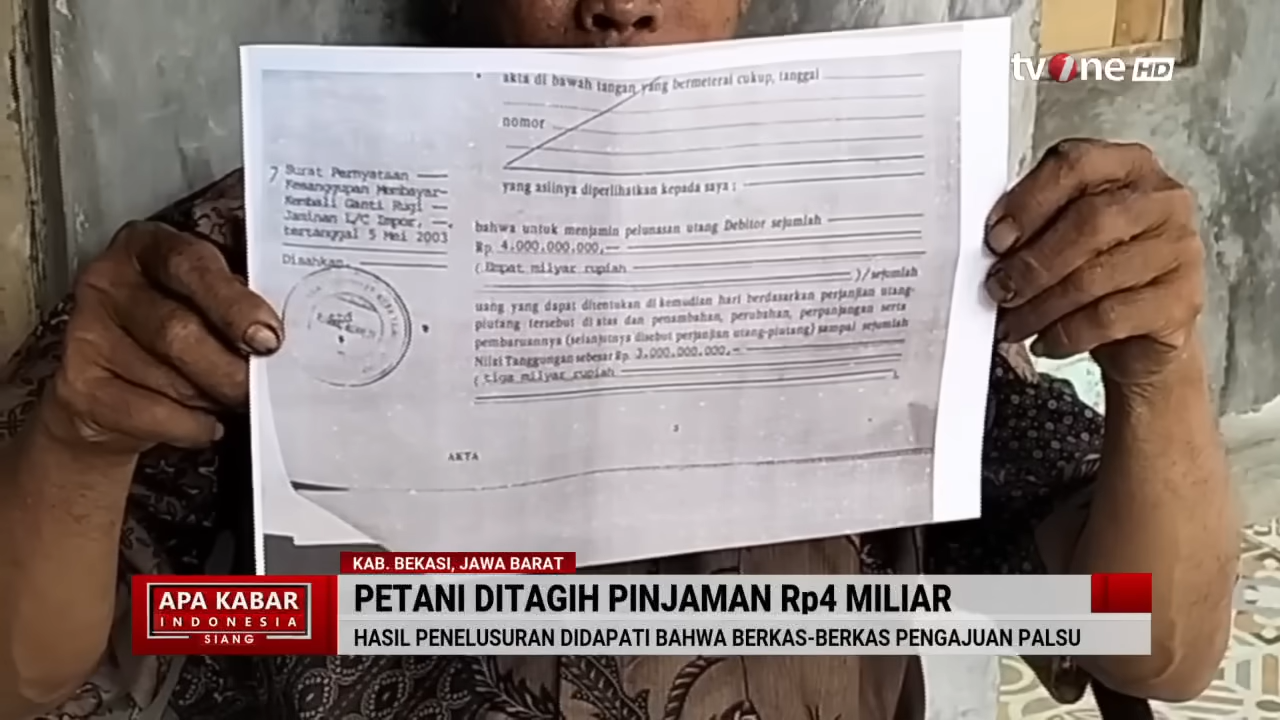 tvOne HD
akta di bawah tangan yang bermeterai cukup, tanggal
nomor
yang aslinya diperlihatkan kepada saya :
7 Surat Pernyataan
Kesanggupan Membayar
Kembali Ganti Rugi
Jaminan L/C Impor,
tertanggal 5 Mei 2003
Disahkan,
bahwa untuk menjamin pelunasan utang Debitor sejumlah
Rp. 4.000.000.000,-
( Empat milyar rupiah
)/sejumlah
uang yang dapat ditentukan di kemudian hari berdasarkan perjanjian utang-
piutang tersebut di atas dan penambahan, perubahan, perpanjangan serta
pembaruannya (selanjutnya disebut perjanjian utang-piutang) sampai sejumlah
Nilai Tanggungan sebesar Rp. 3.000.000.000,-
( tiga milyar rupiah
3
AKTA
KAB. BEKASI, JAWA BARAT
APA KABAR
INDONESIA
SIANG
PETANI DITAGIH PINJAMAN Rp4 MILIAR
HASIL PENELUSURAN DIDAPATI BAHWA BERKAS-BERKAS PENGAJUAN PALSU